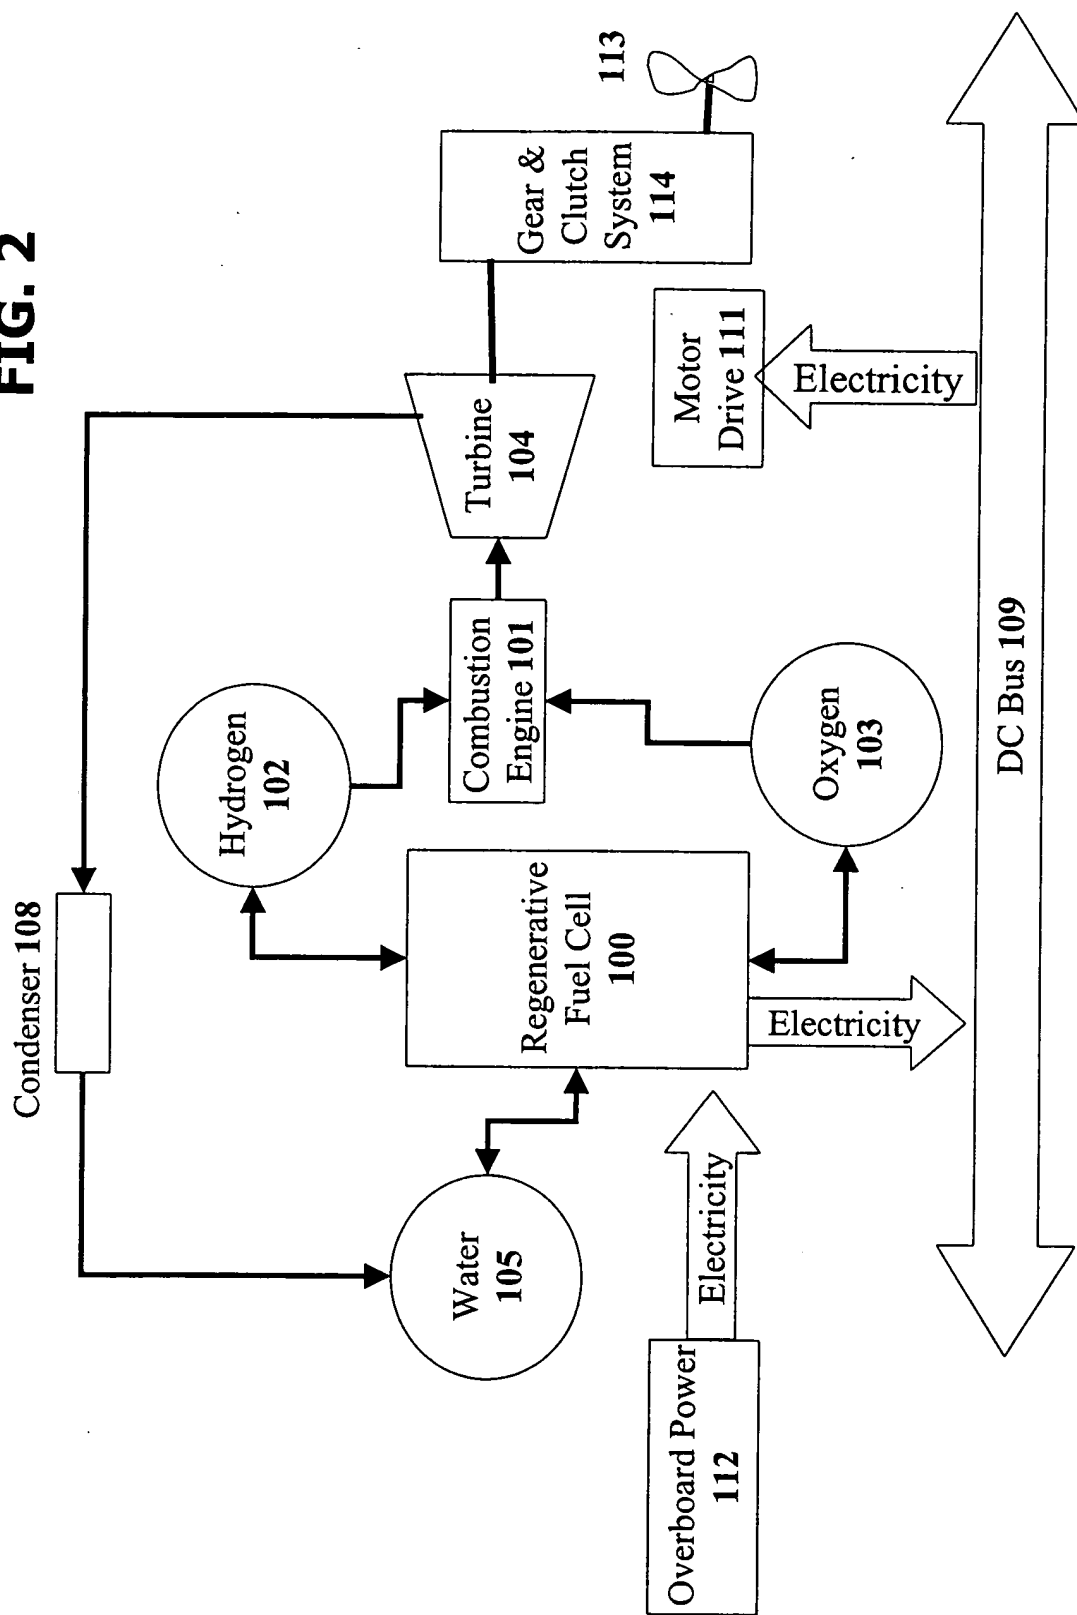 FIG. 2
Condenser 108
Hydrogen
102
Water
105
Regenerative
Fuel Cell
100
Combustion
Engine 101
Turbine
104
Gear &
Clutch
System
114
113
Oxygen
103
Motor
Drive 111
Overboard Power
112
Electricity
Electricity
Electricity
DC Bus 109